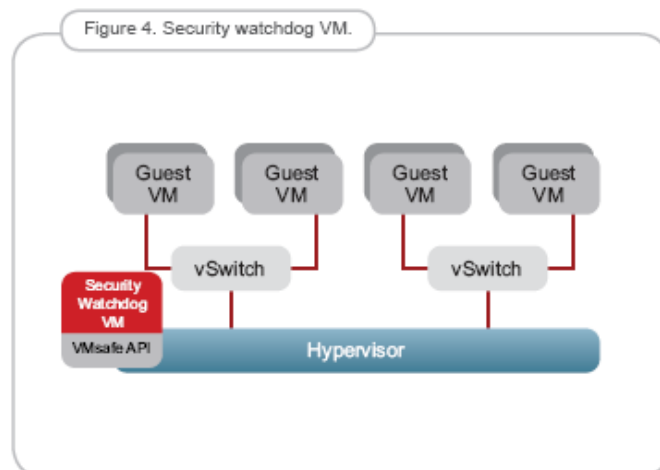 Figure 4. Security watchdog VM.
Guest
VM
Guest
VM
Guest
VM
Guest
VM
vSwitch
vSwitch
Security
Watchdog
VM
VMsafe API
Hypervisor